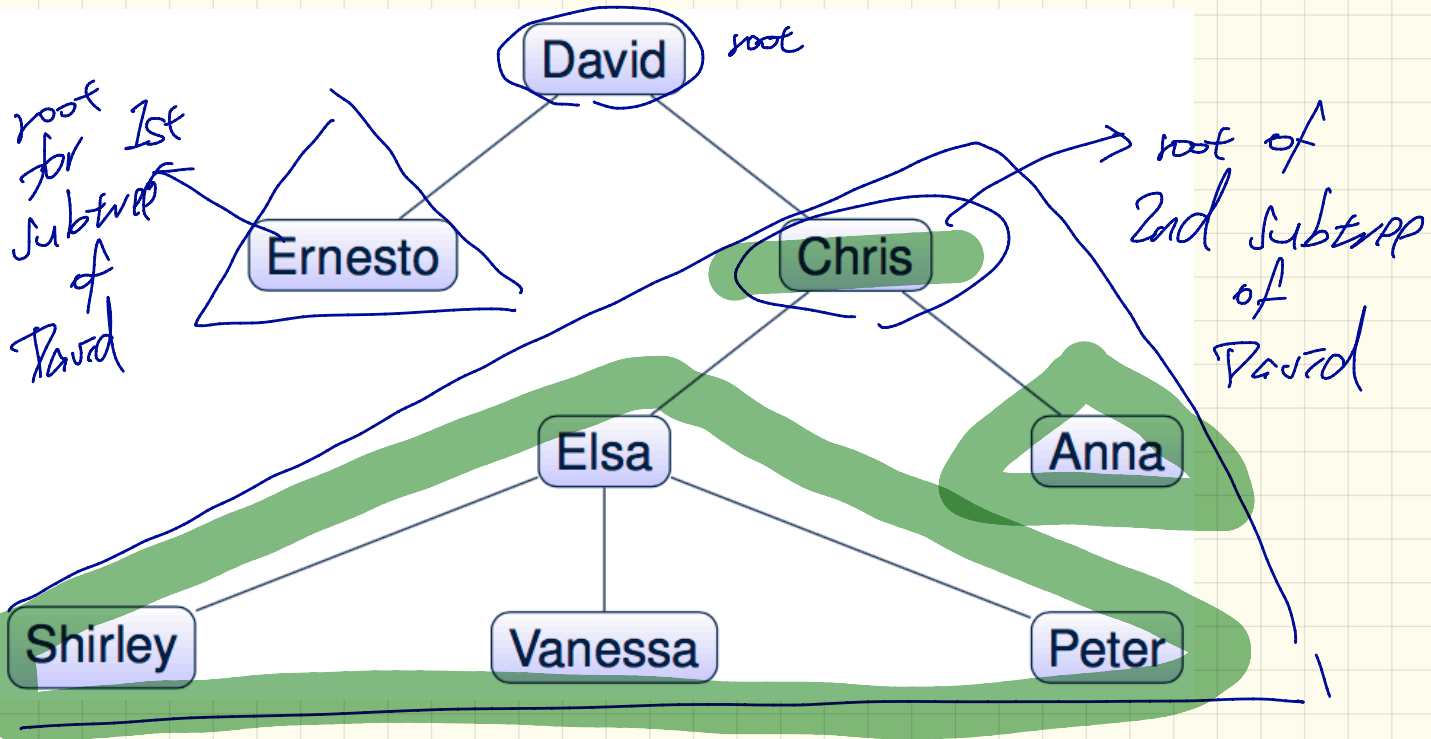 David
root
root
for 1st
subtree
of
David
root of
2nd subtree
of
David
Ernesto
Chris
Elsa
Anna
Shirley
Vanessa
Peter